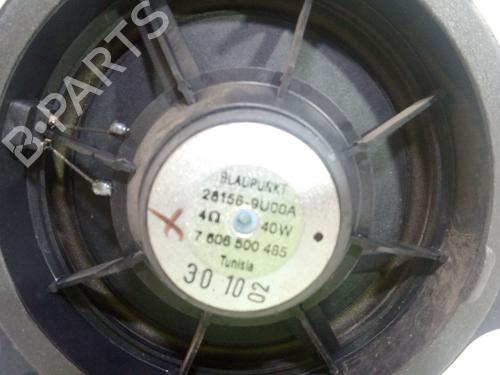 B-PARTS
BLAUPUNKT
28156-9U00A
4Ω 40W
7 606 500 485
Tunisia
30.10 02